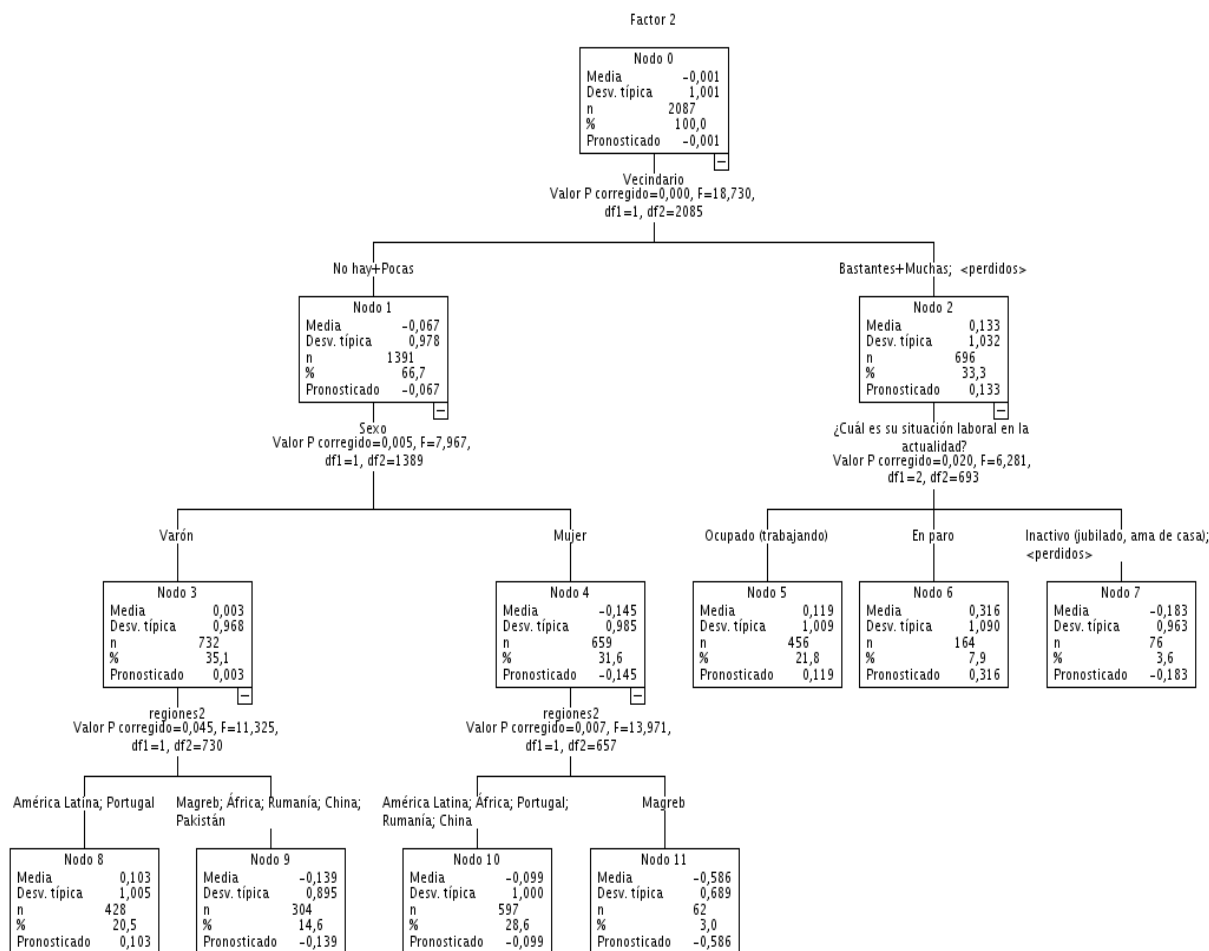 Factor 2
Nodo 0
Media -0,001
Desv. típica 1,001
n 2087
% 100,0
Pronosticado -0,001
Vecindario
Valor P corregido=0,000, F=18,730,
df1=1, df2=2085
No hay+Pocas
Bastantes+Muchas; <perdidos>
Nodo 1
Media -0,067
Desv. típica 0,978
n 1391
% 66,7
Pronosticado -0,067
Nodo 2
Media 0,133
Desv. típica 1,032
n 696
% 33,3
Pronosticado 0,133
Sexo
Valor P corregido=0,005, F=7,967,
df1=1, df2=1389
¿Cuál es su situación laboral en la
actualidad?
Valor P corregido=0,020, F=6,281,
df1=2, df2=693
Varón
Mujer
Ocupado (trabajando)
En paro
Inactivo (jubilado, ama de casa);
<perdidos>
Nodo 3
Media 0,003
Desv. típica 0,968
n 732
% 35,1
Pronosticado 0,003
Nodo 4
Media -0,145
Desv. típica 0,985
n 659
% 31,6
Pronosticado -0,145
Nodo 5
Media 0,119
Desv. típica 1,009
n 456
% 21,8
Pronosticado 0,119
Nodo 6
Media 0,316
Desv. típica 1,090
n 164
% 7,9
Pronosticado 0,316
Nodo 7
Media -0,183
Desv. típica 0,963
n 76
% 3,6
Pronosticado -0,183
regiones2
Valor P corregido=0,045, F=11,325,
df1=1, df2=730
regiones2
Valor P corregido=0,007, F=13,971,
df1=1, df2=657
América Latina; Portugal
Magreb; África; Rumanía; China;
Pakistán
América Latina; África; Portugal;
Rumanía; China
Magreb
Nodo 8
Media 0,103
Desv. típica 1,005
n 428
% 20,5
Pronosticado 0,103
Nodo 9
Media -0,139
Desv. típica 0,895
n 304
% 14,6
Pronosticado -0,139
Nodo 10
Media -0,099
Desv. típica 1,000
n 597
% 28,6
Pronosticado -0,099
Nodo 11
Media -0,586
Desv. típica 0,689
n 62
% 3,0
Pronosticado -0,586